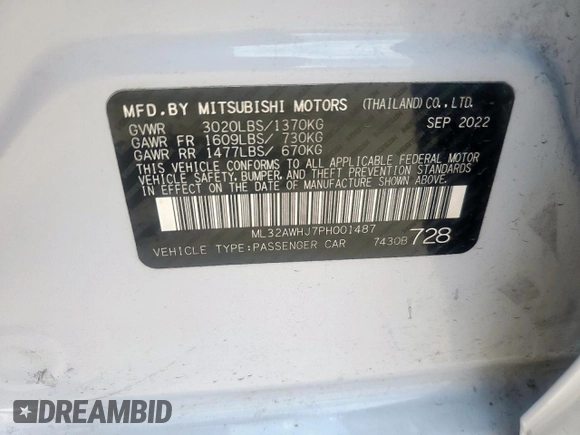 MFD.BY MITSUBISHI MOTORS (THAILAND)CO.,LTD.
GVWR 3020LBS/1370KG SEP 2022
GAWR FR 1609LBS/ 730KG
GAWR RR 1477LBS/ 670KG
THIS VEHICLE CONFORMS TO ALL APPLICABLE FEDERAL MOTOR
VEHICLE SAFETY, BUMPER, AND THEFT PREVENTION STANDARDS
IN EFFECT ON THE DATE OF MANUFACTURE SHOWN ABOVE.
ML32AWHJ7PH001487
VEHICLE TYPE:PASSENGER CAR 7430B 728
DREAMBID